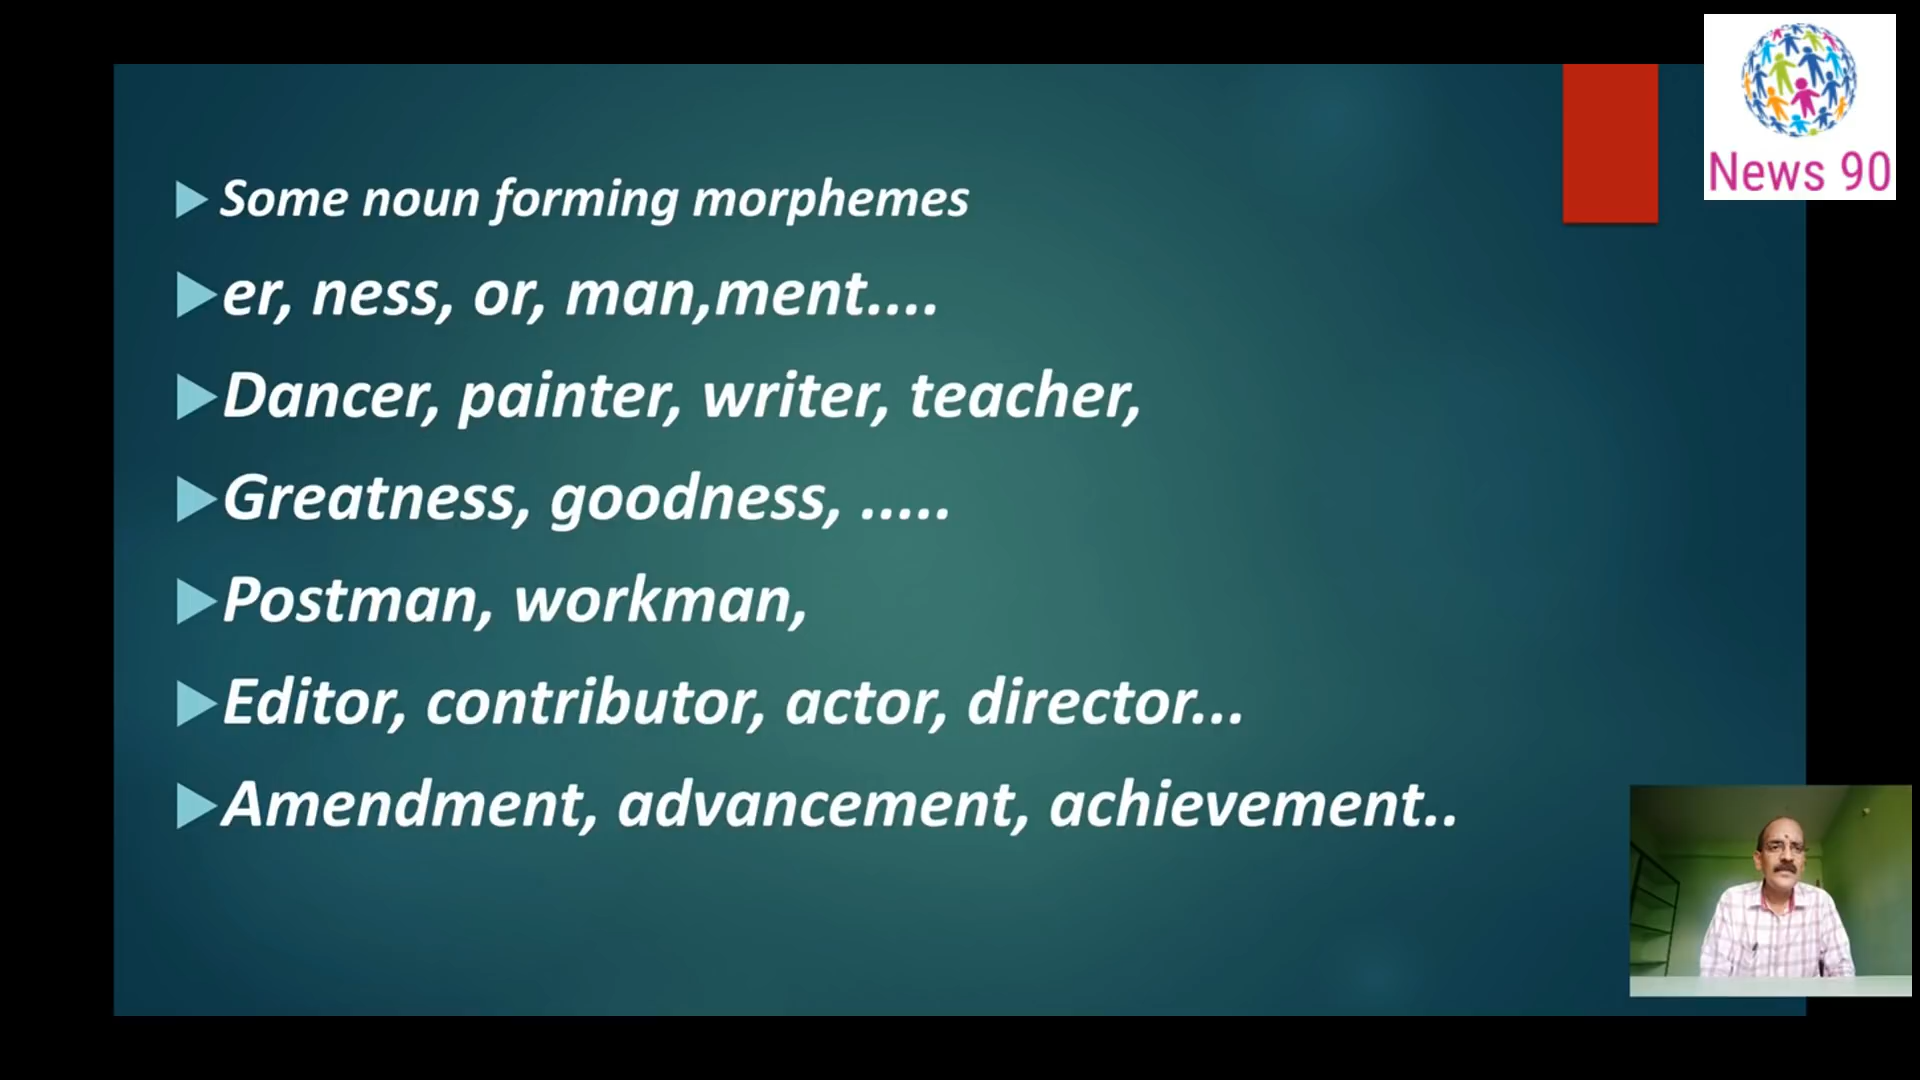 Some noun forming morphemes
er, ness, or, man,ment....
Dancer, painter, writer, teacher,
Greatness, goodness, .....
Postman, workman,
Editor, contributor, actor, director...
Amendment, advancement, achievement..
News 90